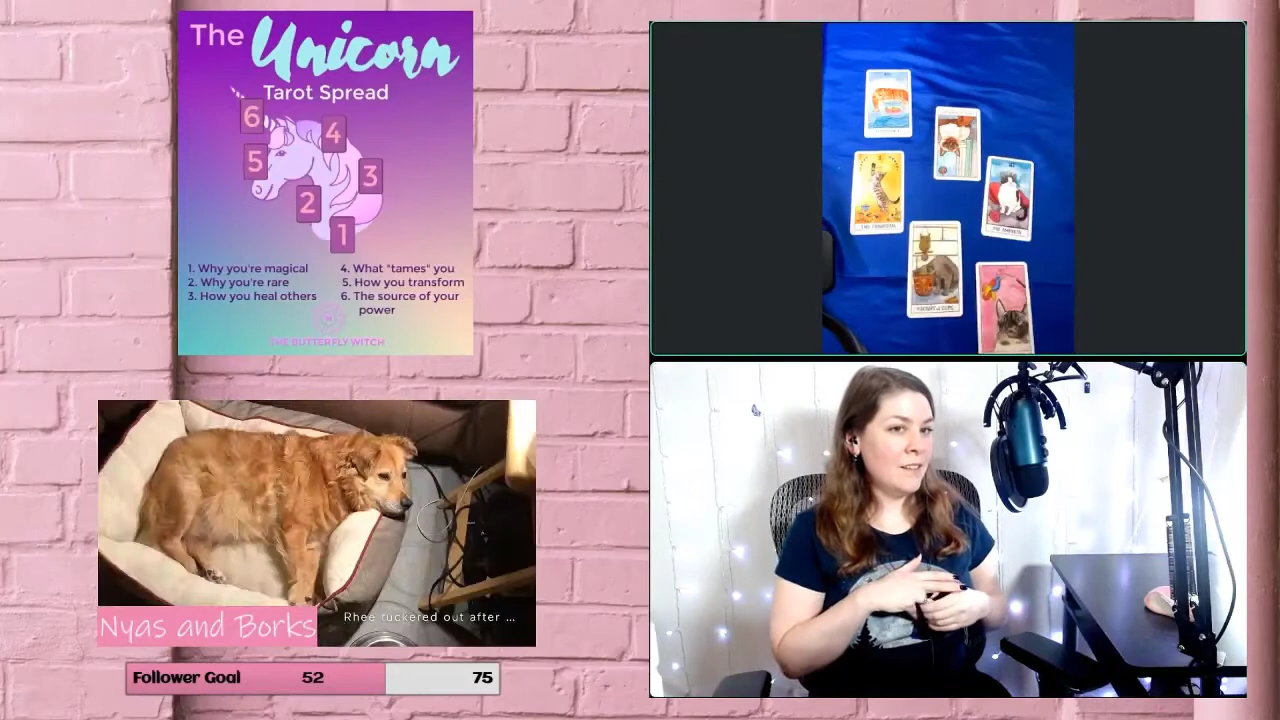 The Unicorn
Tarot Spread
6
4
5
3
2
1
1. Why you're magical
2. Why you're rare
3. How you heal others
4. What "tames" you
5. How you transform
6. The source of your
power
THE BUTTERFLY WITCH
Nyas and Borks
Rhee tuckered out after ...
Follower Goal 52 75